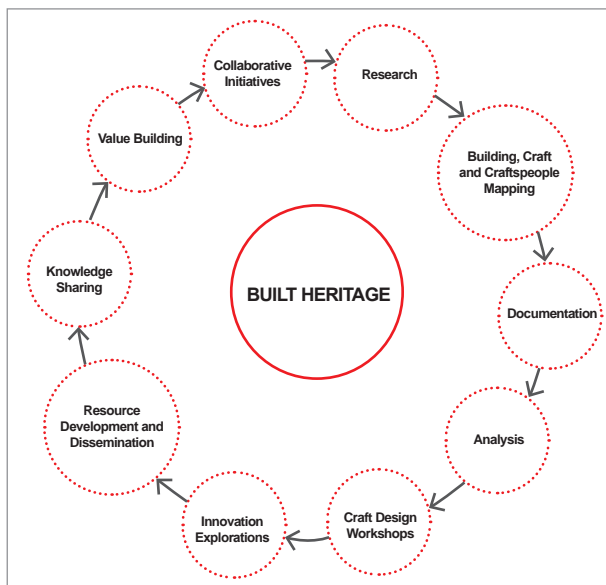 Collaborative
Initiatives
Research
Building, Craft
and Craftspeople
Mapping
Documentation
Analysis
Craft Design
Workshops
Innovation
Explorations
Resource
Development and
Dissemination
Knowledge
Sharing
Value Building
BUILT HERITAGE